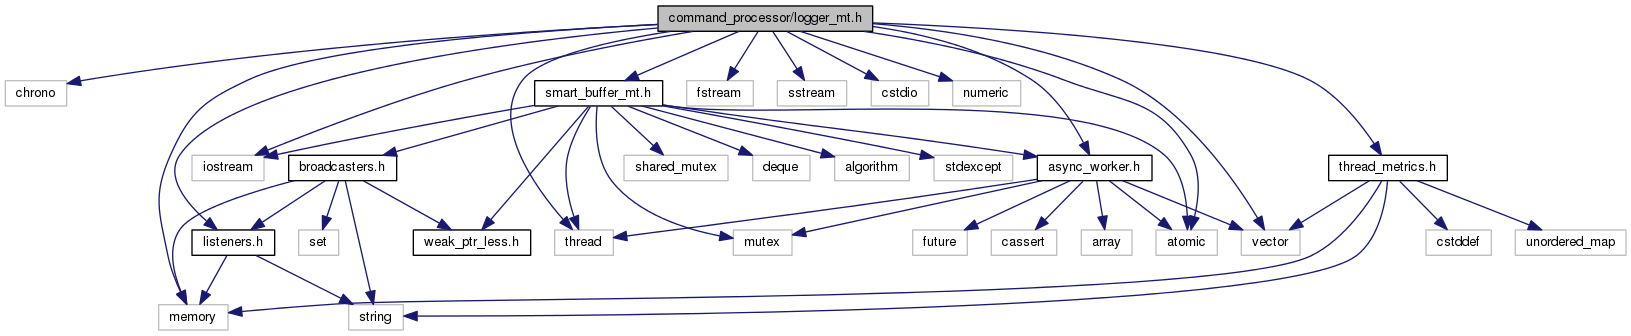 command_processor/logger_mt.h
chrono
smart_buffer_mt.h
fstream
sstream
cstdio
numeric
iostream
broadcasters.h
shared_mutex
deque
algorithm
stdexcept
async_worker.h
thread_metrics.h
listeners.h
set
weak_ptr_less.h
thread
mutex
future
cassert
array
atomic
vector
cstddef
unordered_map
memory
string